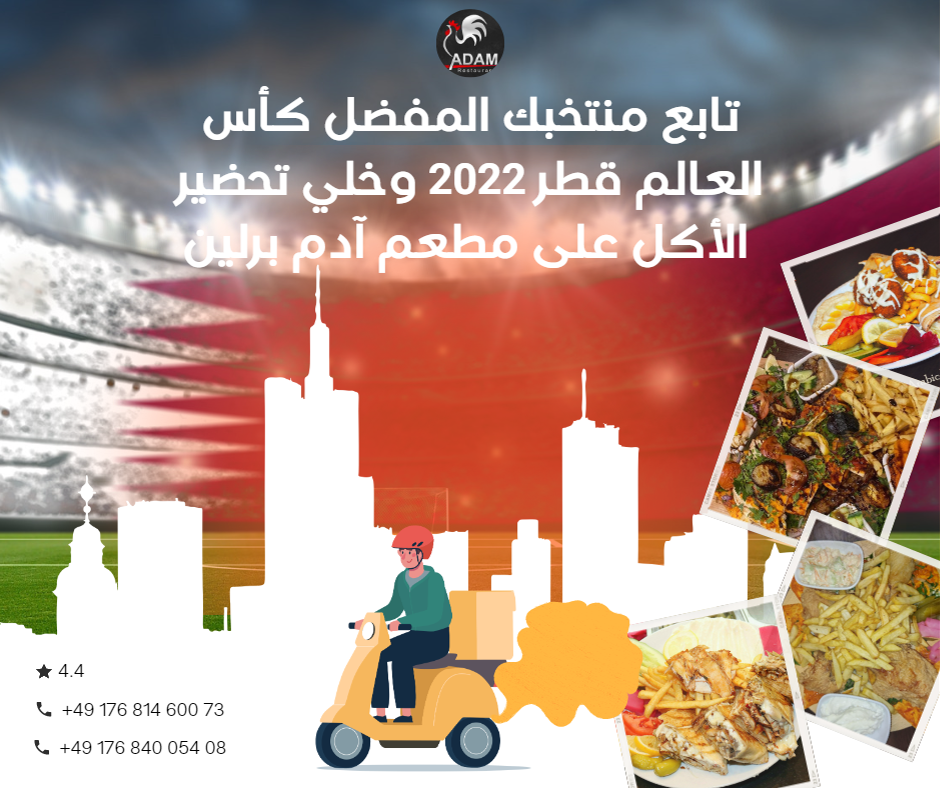 ADAM
Restaurant
تابع منتخبك المفضل كأس
العالم قطر 2022 وخلي تحضير
الأكل على مطعم آدم برلين
4.4
+49 176 814 600 73
+49 176 840 054 08